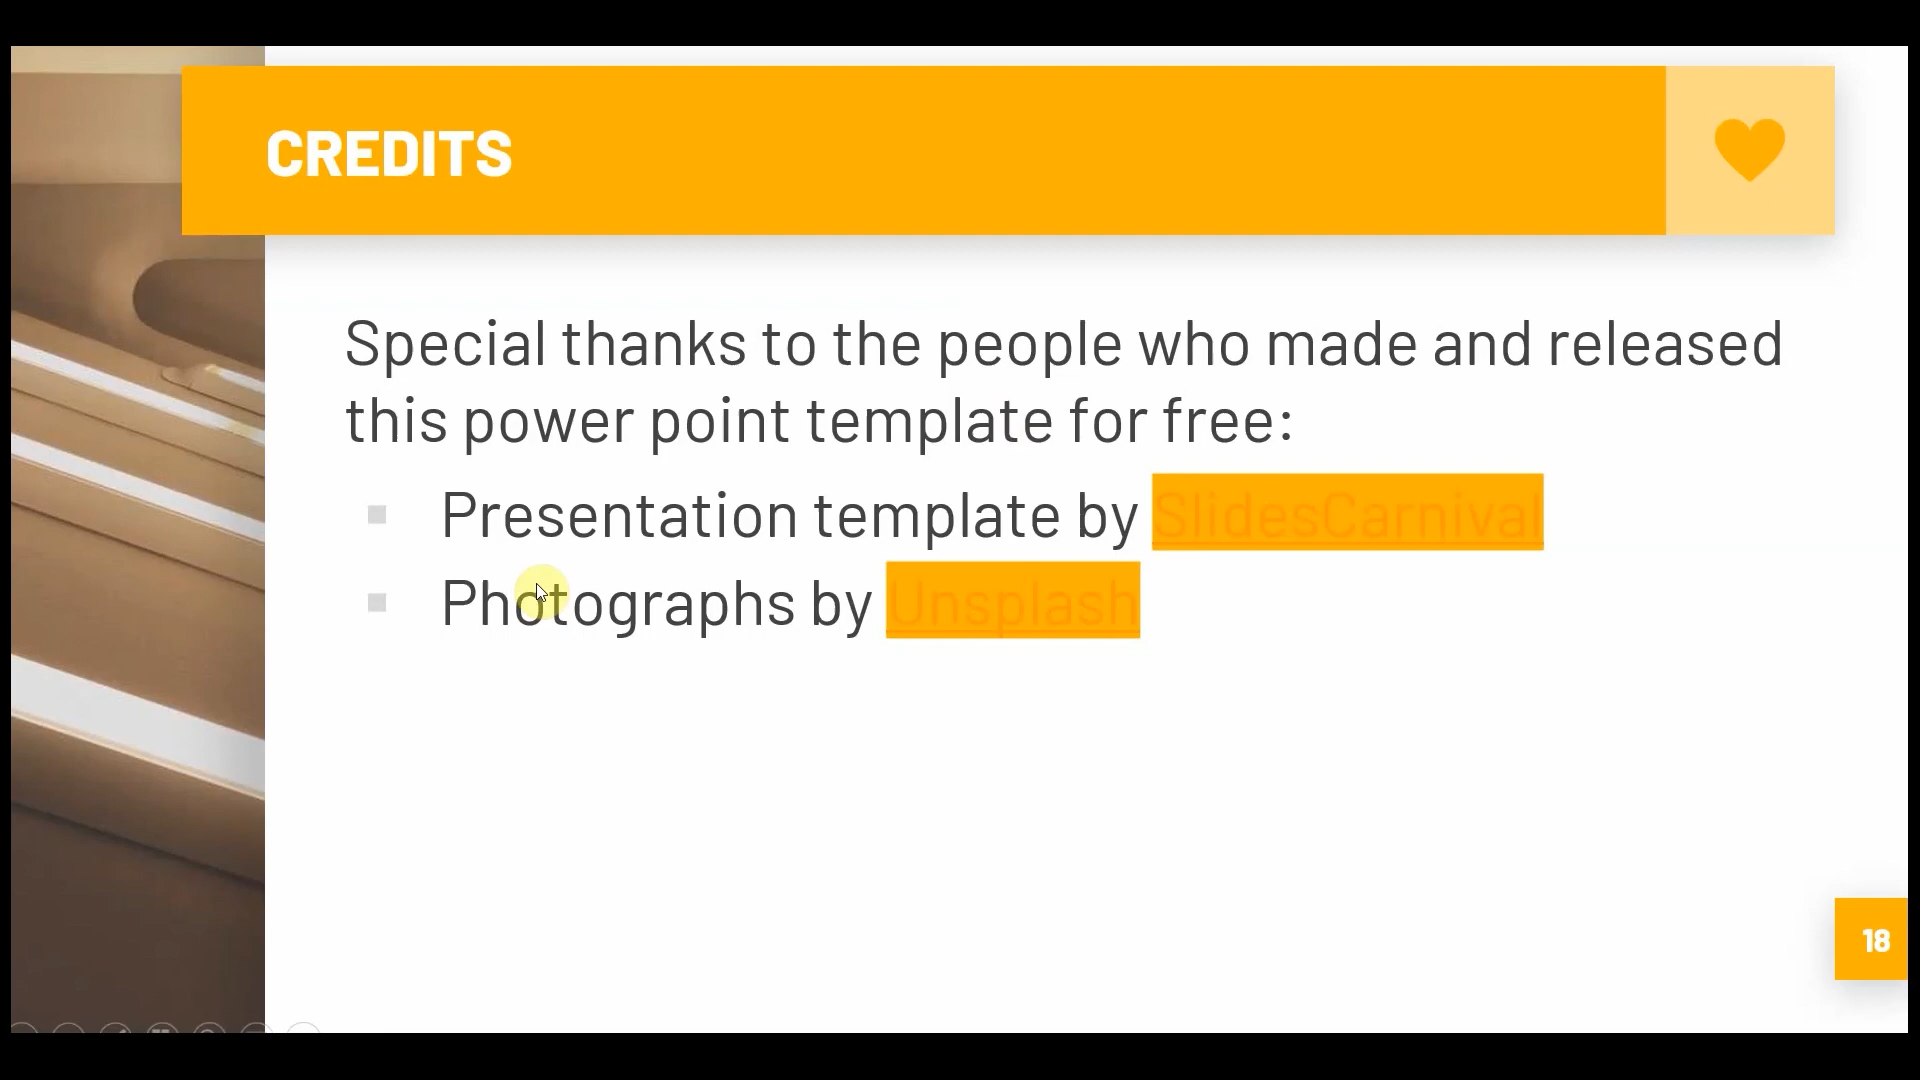 CREDITS
Special thanks to the people who made and released
this power point template for free:
Presentation template by SlidesCarnival
Photographs by Unsplash
18